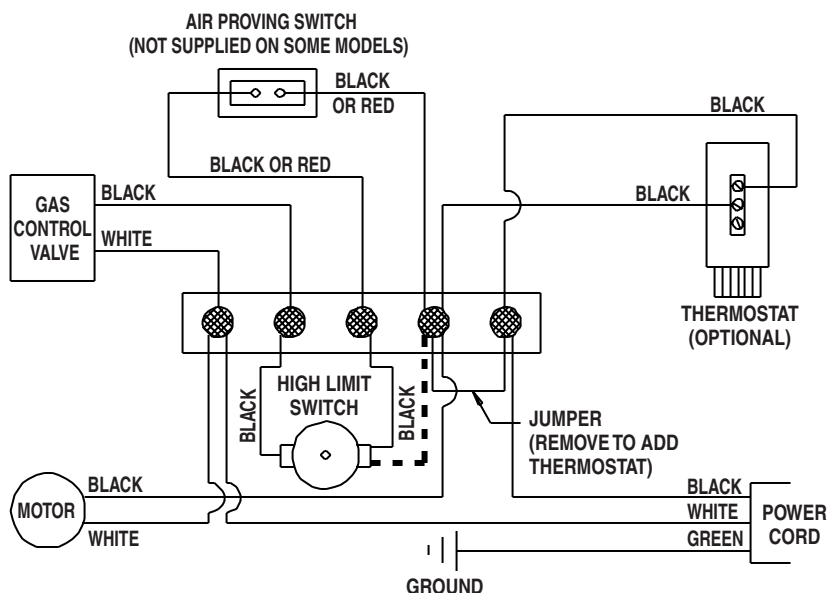 AIR PROVING SWITCH
(NOT SUPPLIED ON SOME MODELS)
BLACK
OR RED
BLACK
BLACK OR RED
GAS
CONTROL
VALVE
BLACK
WHITE
BLACK
THERMOSTAT
(OPTIONAL)
HIGH LIMIT
SWITCH
BLACK
BLACK
JUMPER
(REMOVE TO ADD
THERMOSTAT)
MOTOR
BLACK
WHITE
BLACK
WHITE
GREEN
POWER
CORD
GROUND